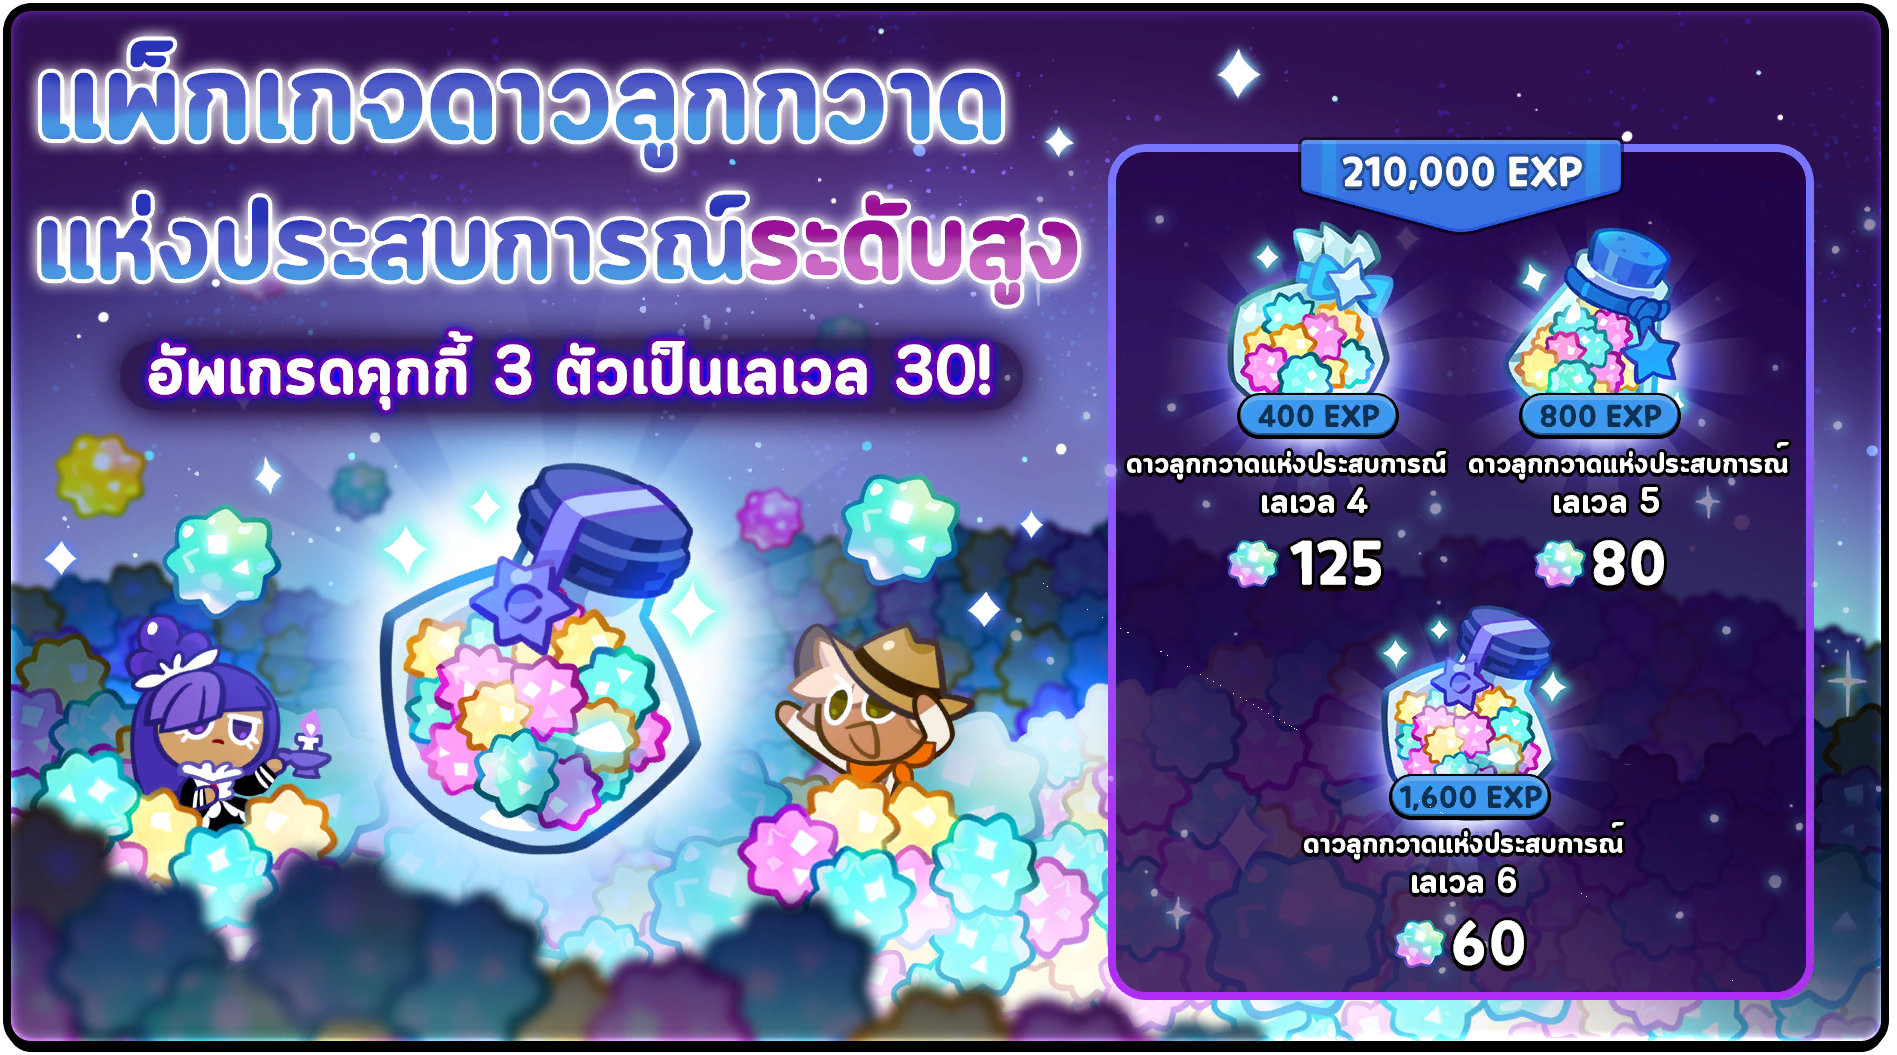 แพ็กเกจดาวลูกกวาด
แห่งประสบการณ์ระดับสูง
อัพเกรดคุกกี้ 3 ตัวเป็นเลเวล 30!
210,000 EXP
400 EXP
ดาวลูกกวาดแห่งประสบการณ์
เลเวล 4
125
800 EXP
ดาวลูกกวาดแห่งประสบการณ์
เลเวล 5
80
1,600 EXP
ดาวลูกกวาดแห่งประสบการณ์
เลเวล 6
60